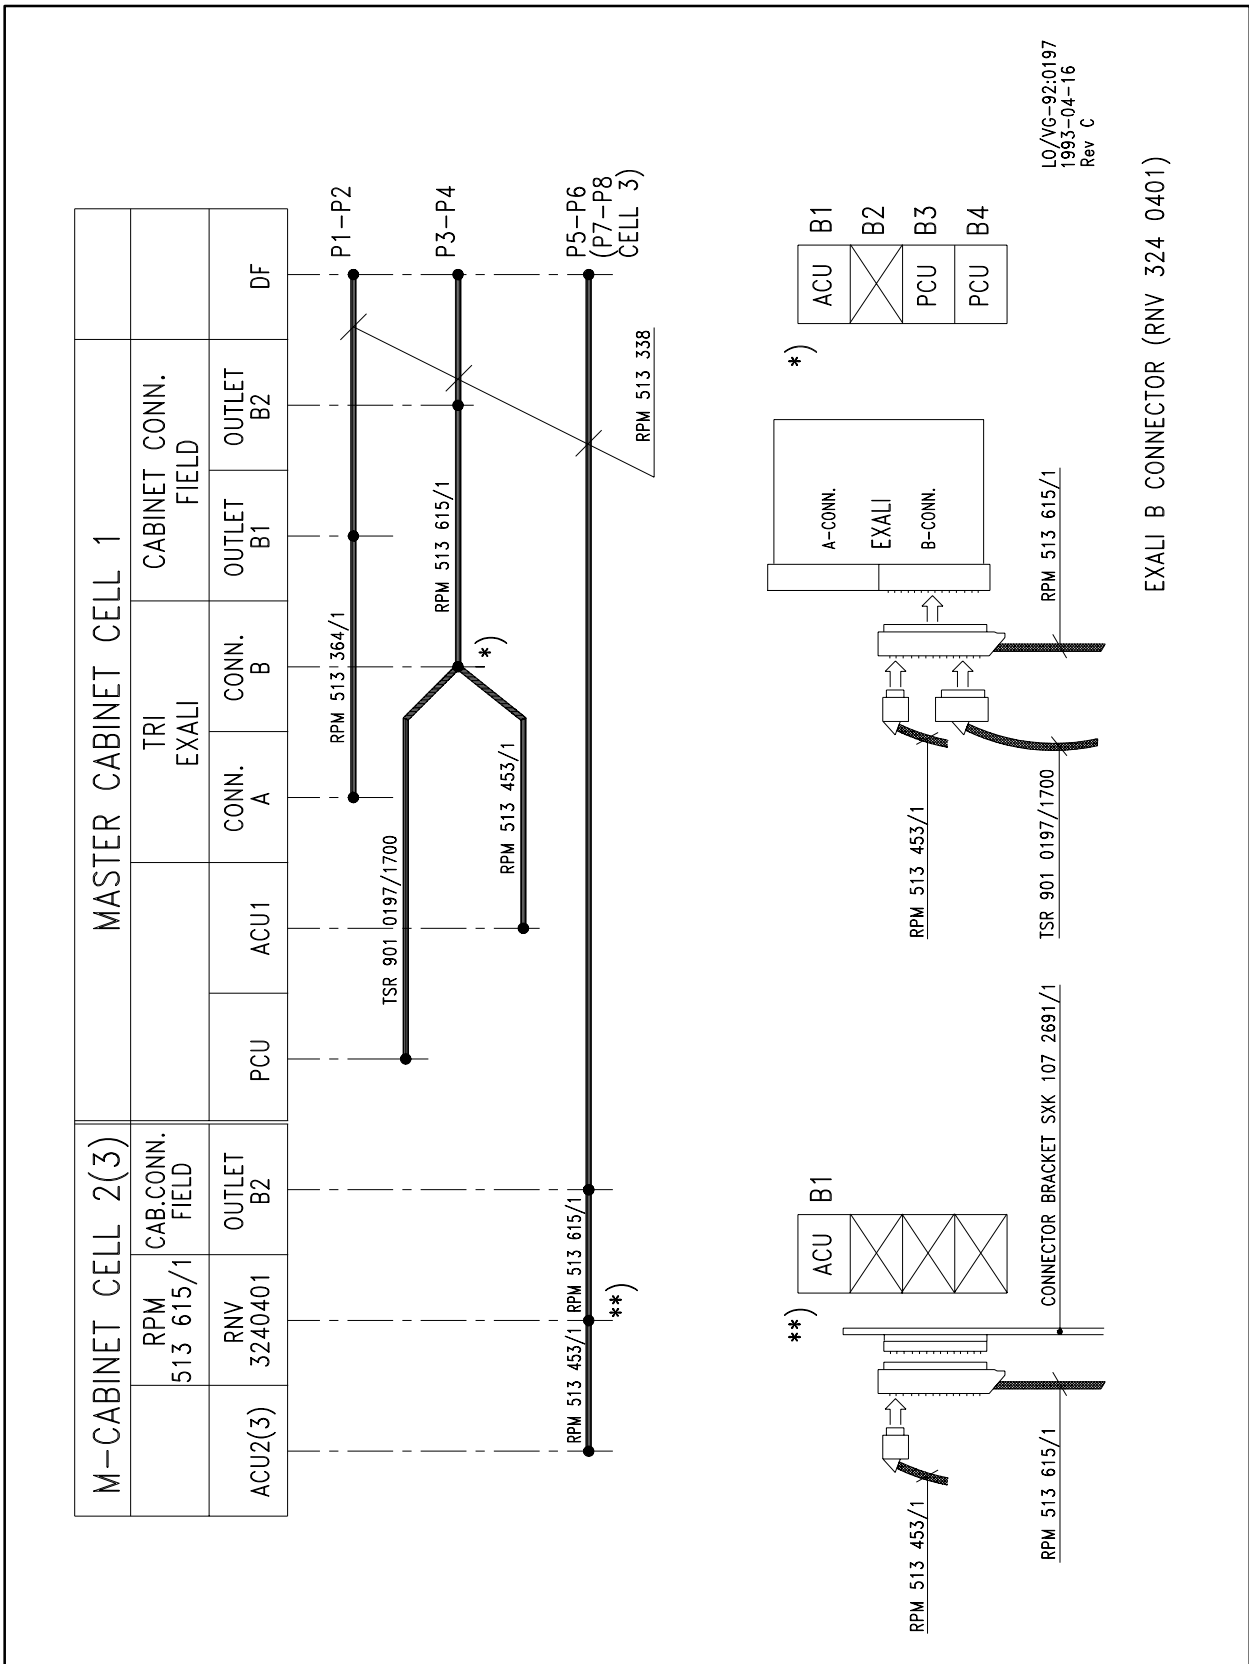 M-CABINET CELL 2(3)
MASTER CABINET CELL 1
RPM
513 615/1
CAB.CONN.
FIELD
TRI
EXALI
CABINET CONN.
FIELD
ACU2(3)
RNV
3240401
OUTLET
B2
PCU
ACU1
CONN.
A
CONN.
B
OUTLET
B1
OUTLET
B2
DF
RPM 513 364/1
P1-P2
TSR 901 0197/1700
RPM 513 615/1
P3-P4
*)
RPM 513 453/1
RPM 513 453/1
RPM 513 615/1
P5-P6
(P7-P8
CELL 3)
**)
RPM 513 338
**)
ACU
B1
RPM 513 453/1
RPM 513 615/1
CONNECTOR BRACKET SXK 107 2691/1
A-CONN.
EXALI
B-CONN.
RPM 513 453/1
TSR 901 0197/1700
RPM 513 615/1
*)
ACU
B1
B2
PCU
B3
PCU
B4
LO/VG-92:0197
1993-04-16
Rev C
EXALI B CONNECTOR (RNV 324 0401)